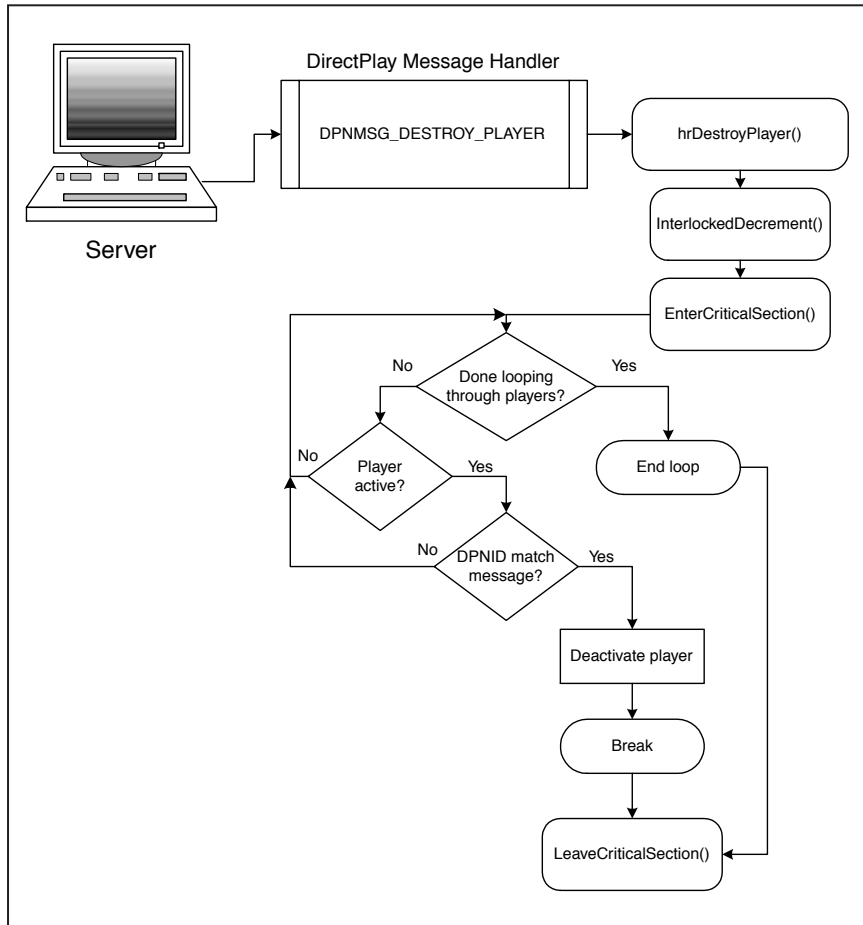 DirectPlay Message Handler
DPNMSG_DESTROY_PLAYER
hrDestroyPlayer()
InterlockedDecrement()
Server
EnterCriticalSection()
No
Done looping
through players?
Yes
No
Player
active?
Yes
End loop
No
DPNID match
message?
Yes
Deactivate player
Break
LeaveCriticalSection()